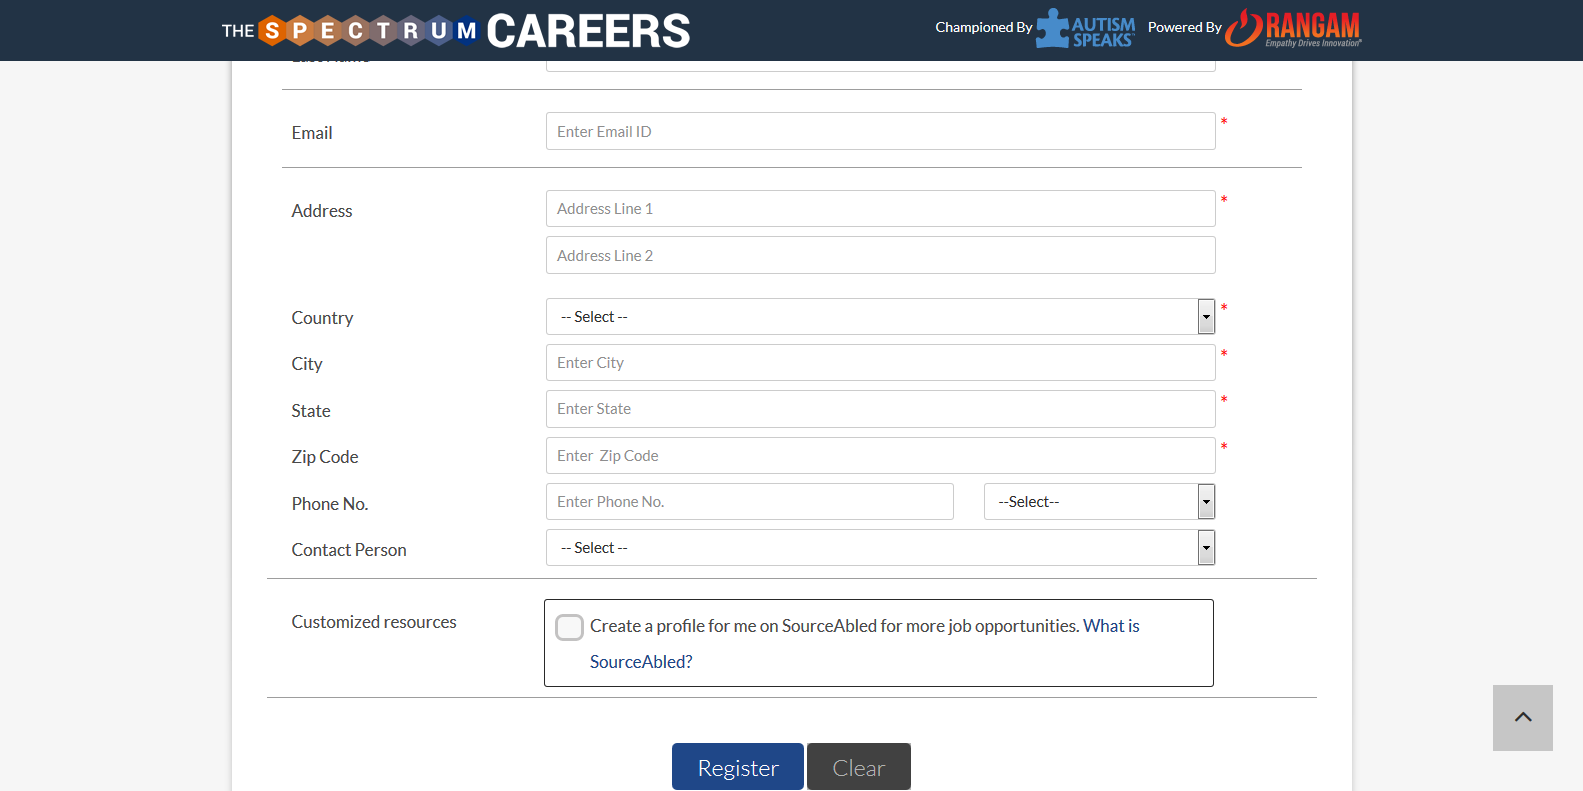 THE SPECTRUM CAREERS
Championed By AUTISM SPEAKS Powered By RANGAM
Empathy Drives Innovation
Email
Enter Email ID *
Address
Address Line 1 *
Address Line 2
Country
-- Select -- *
City
Enter City *
State
Enter State *
Zip Code
Enter Zip Code *
Phone No.
Enter Phone No. --Select--
Contact Person
-- Select --
Customized resources
Create a profile for me on SourceAbled for more job opportunities. What is
SourceAbled?
Register Clear